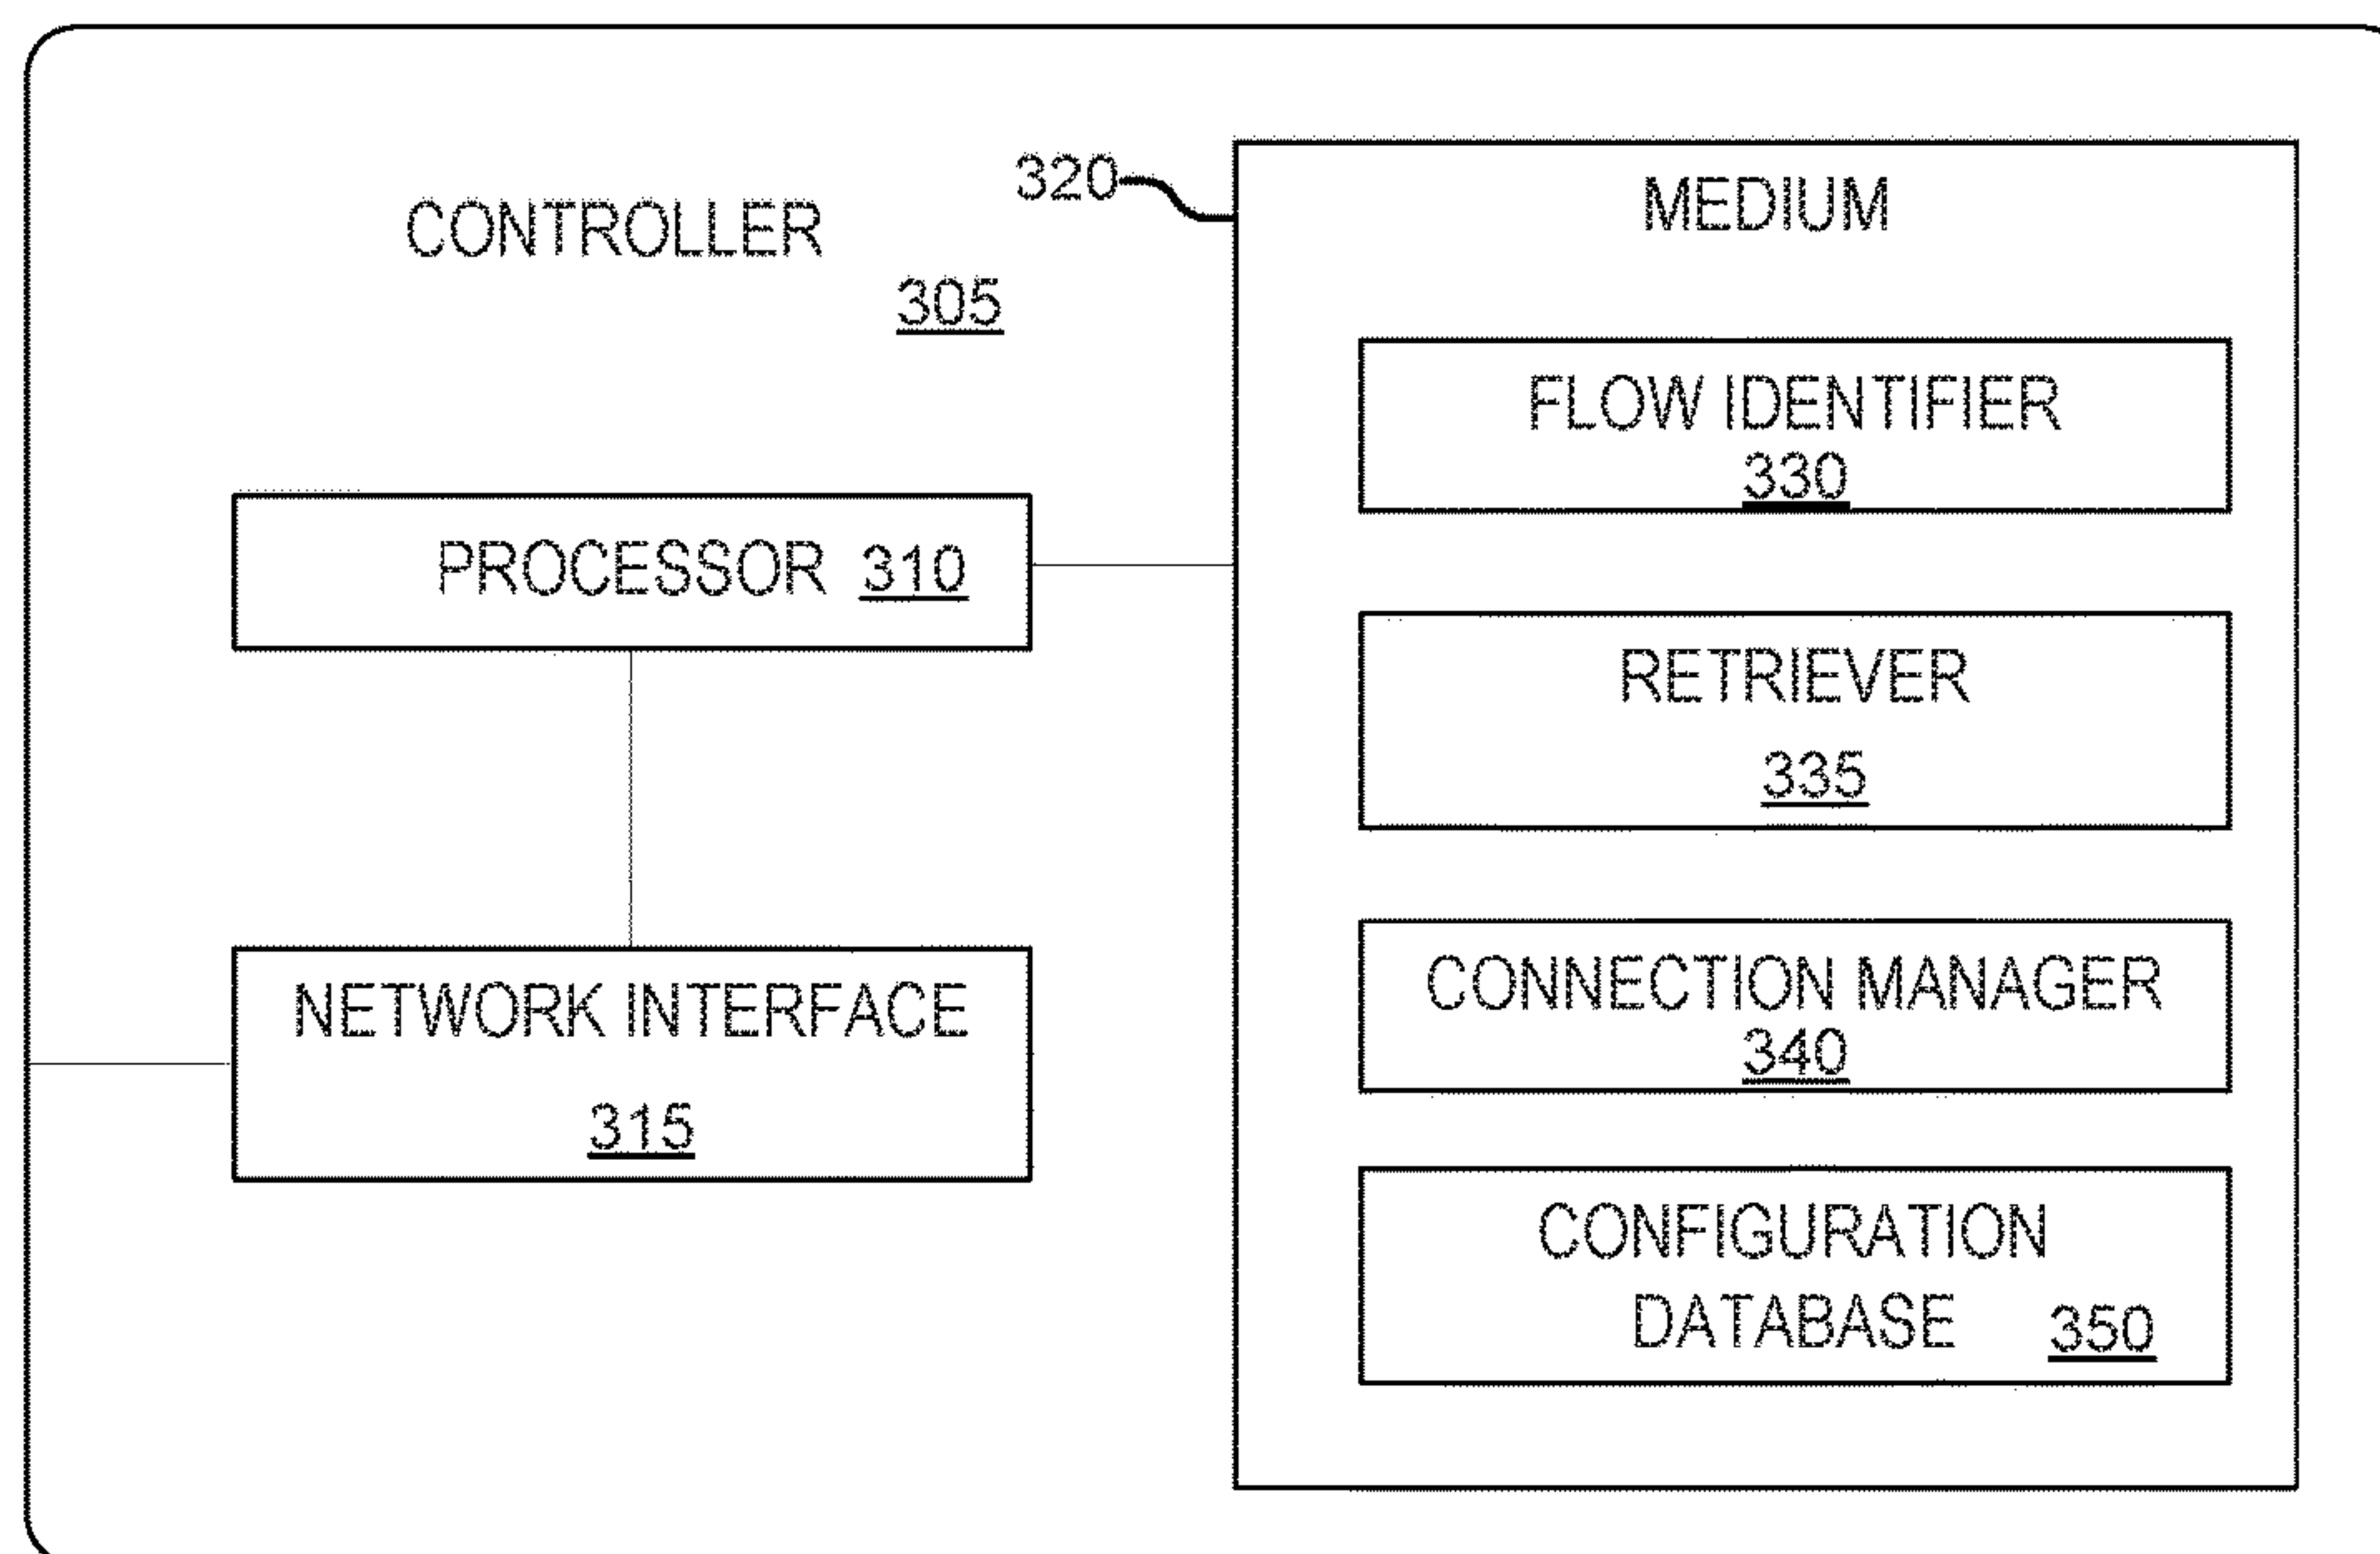 CONTROLLER
305
320
MEDIUM
FLOW IDENTIFIER
330
PROCESSOR 310
RETRIEVER
335
NETWORK INTERFACE
315
CONNECTION MANAGER
340
CONFIGURATION
DATABASE 350